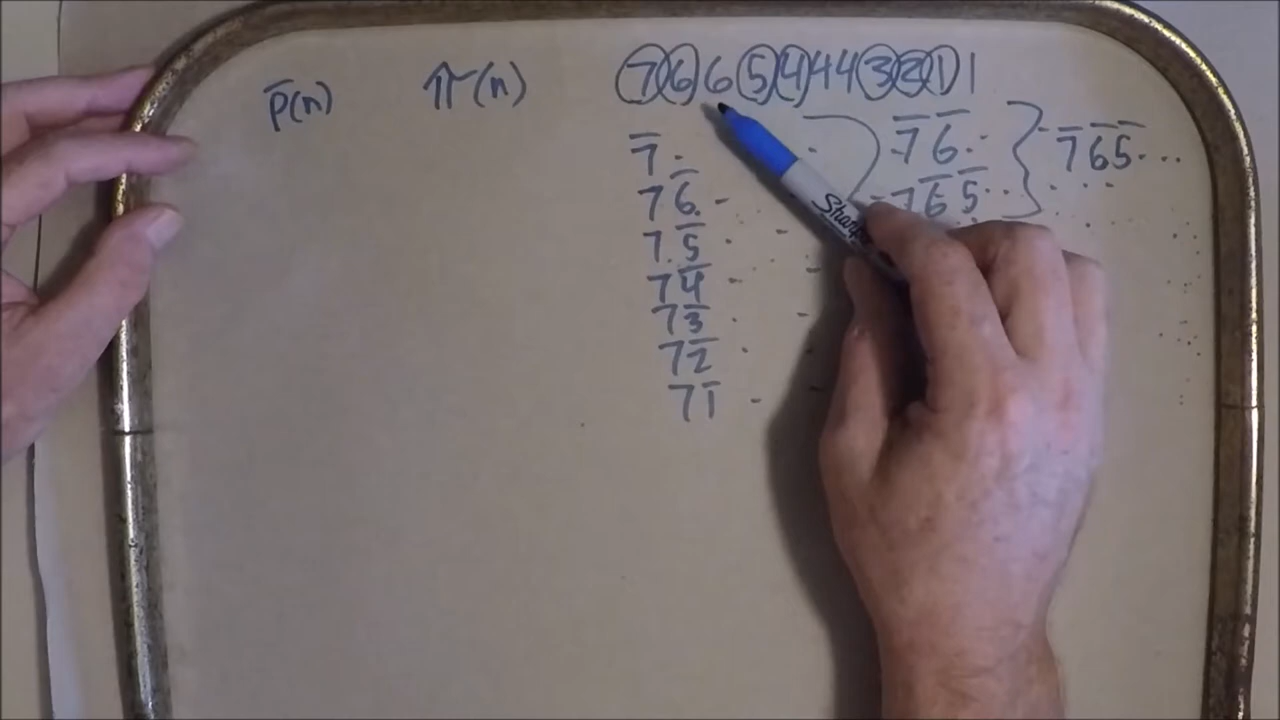 p̄(n) π(n) 7 6 6 5 4 4 4 3 2 1 1
7̄ 7̄ 6̄ 7̄ 6̄ 5̄ ...
7 6̄ 7 6̄ 5̄
7 5̄
7 4̄
7 3̄
7 2̄
7 1̄
Sharpie